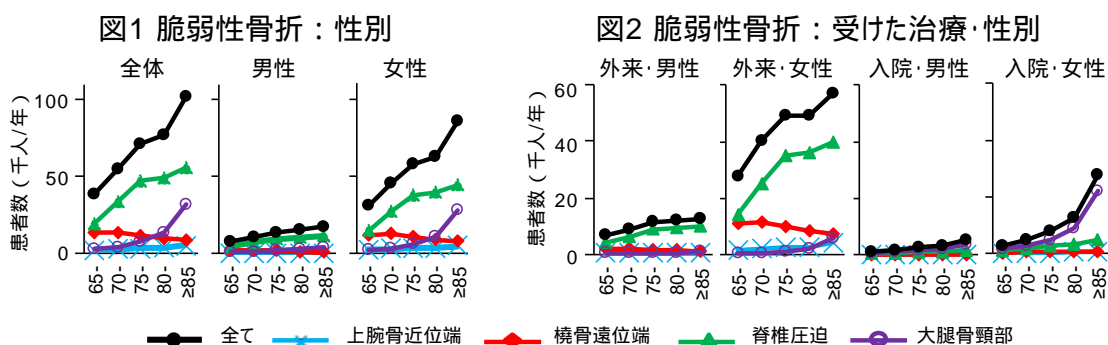 図1 脆弱性骨折：性別
全体
男性
女性
患者数（千人/年）
100
50
0
65-
70-
75-
80-
≥85
65-
70-
75-
80-
≥85
65-
70-
75-
80-
≥85
図2 脆弱性骨折：受けた治療･性別
外来･男性
外来･女性
入院･男性
入院･女性
患者数（千人/年）
60
40
20
0
65-
70-
75-
80-
≥85
65-
70-
75-
80-
≥85
65-
70-
75-
80-
≥85
65-
70-
75-
80-
≥85
全て
上腕骨近位端
橈骨遠位端
脊椎圧迫
大腿骨頸部